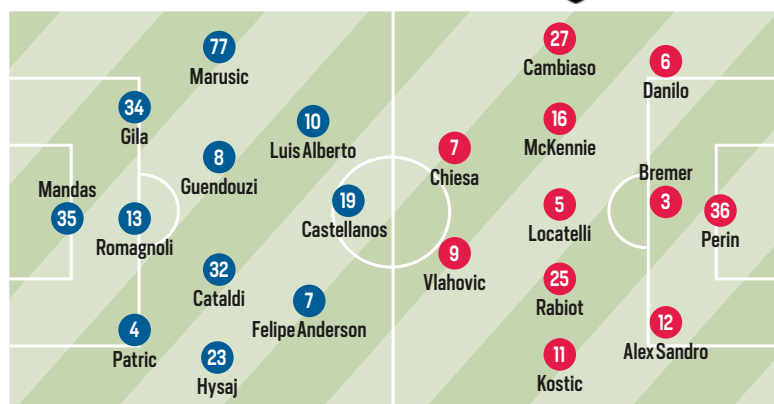 77
Marusic
34
Gila
10
Luis Alberto
8
Guendouzi
Mandas
35
13
Romagnoli
19
Castellanos
32
Cataldi
7
Felipe Anderson
4
Patric
23
Hysaj
27
Cambiaso
6
Danilo
16
McKennie
7
Chiesa
Bremer
3
5
Locatelli
36
Perin
9
Vlahovic
25
Rabiot
12
Alex Sandro
11
Kostic